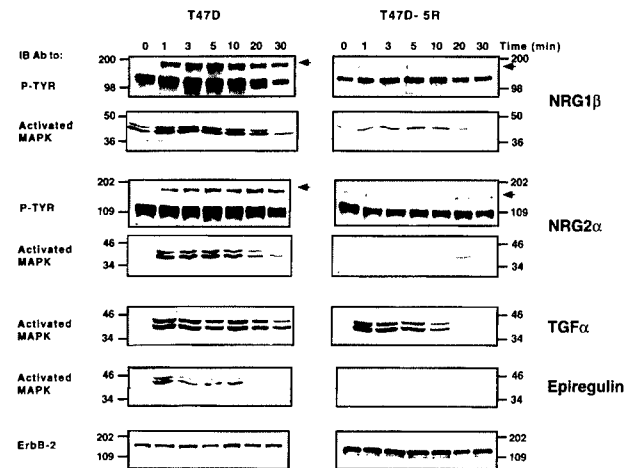 T47D T47D- 5R
0 1 3 5 10 20 30 0 1 3 5 10 20 30 Time (min)
IB Ab to: 200 200
P-TYR 98 98
NRG1β
Activated MAPK 50 50
36 36
P-TYR 202 202
109 109
NRG2α
Activated MAPK 46 46
34 34
Activated MAPK 46 46
34 34
TGFα
Activated MAPK 46 46
34 34
Epiregulin
ErbB-2 202 202
109 109